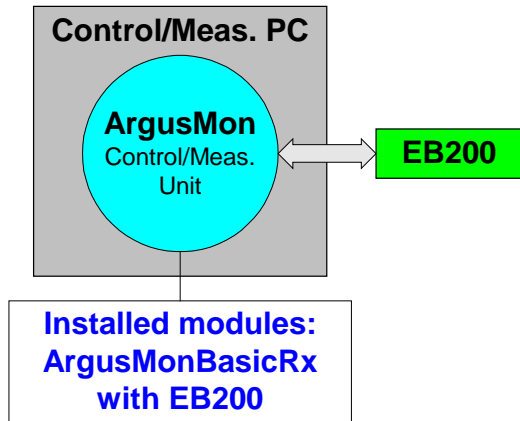 Control/Meas. PC
ArgusMon
Control/Meas.
Unit
EB200
Installed modules:
ArgusMonBasicRx
with EB200